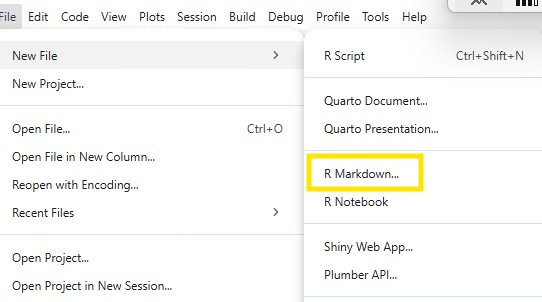 File Edit Code View Plots Session Build Debug Profile Tools Help
New File
New Project...
Open File... Ctrl+O
Open File in New Column...
Reopen with Encoding...
Recent Files
Open Project...
Open Project in New Session...
R Script Ctrl+Shift+N
Quarto Document...
Quarto Presentation...
R Markdown...
R Notebook
Shiny Web App...
Plumber API...